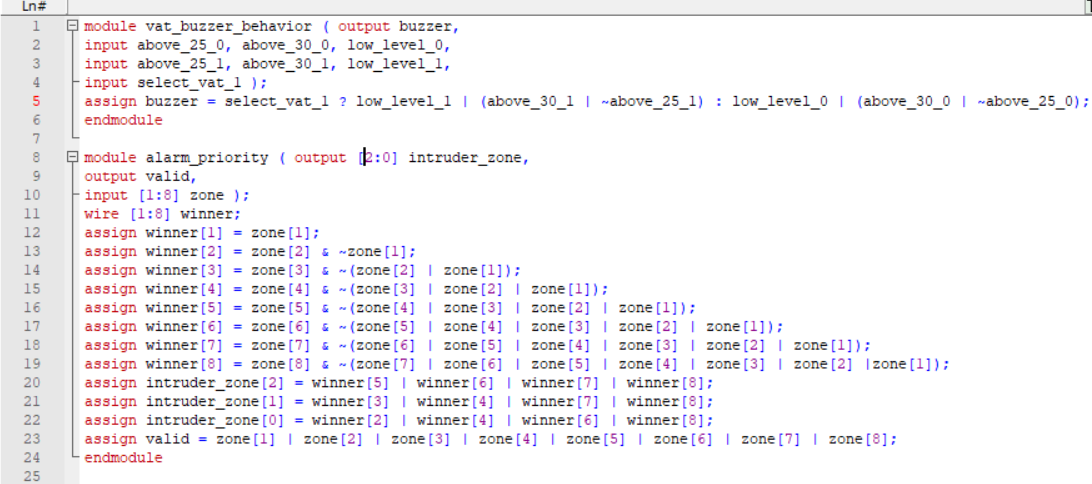 Ln#
1 module vat_buzzer_behavior ( output buzzer,
2 input above_25_0, above_30_0, low_level_0,
3 input above_25_1, above_30_1, low_level_1,
4 input select_vat_1 );
5 assign buzzer = select_vat_1 ? low_level_1 | (above_30_1 | ~above_25_1) : low_level_0 | (above_30_0 | ~above_25_0);
6 endmodule
7
8 module alarm_priority ( output [2:0] intruder_zone,
9 output valid,
10 input [1:8] zone );
11 wire [1:8] winner;
12 assign winner[1] = zone[1];
13 assign winner[2] = zone[2] & ~zone[1];
14 assign winner[3] = zone[3] & ~(zone[2] | zone[1]);
15 assign winner[4] = zone[4] & ~(zone[3] | zone[2] | zone[1]);
16 assign winner[5] = zone[5] & ~(zone[4] | zone[3] | zone[2] | zone[1]);
17 assign winner[6] = zone[6] & ~(zone[5] | zone[4] | zone[3] | zone[2] | zone[1]);
18 assign winner[7] = zone[7] & ~(zone[6] | zone[5] | zone[4] | zone[3] | zone[2] | zone[1]);
19 assign winner[8] = zone[8] & ~(zone[7] | zone[6] | zone[5] | zone[4] | zone[3] | zone[2] |zone[1]);
20 assign intruder_zone[2] = winner[5] | winner[6] | winner[7] | winner[8];
21 assign intruder_zone[1] = winner[3] | winner[4] | winner[7] | winner[8];
22 assign intruder_zone[0] = winner[2] | winner[4] | winner[6] | winner[8];
23 assign valid = zone[1] | zone[2] | zone[3] | zone[4] | zone[5] | zone[6] | zone[7] | zone[8];
24 endmodule
25